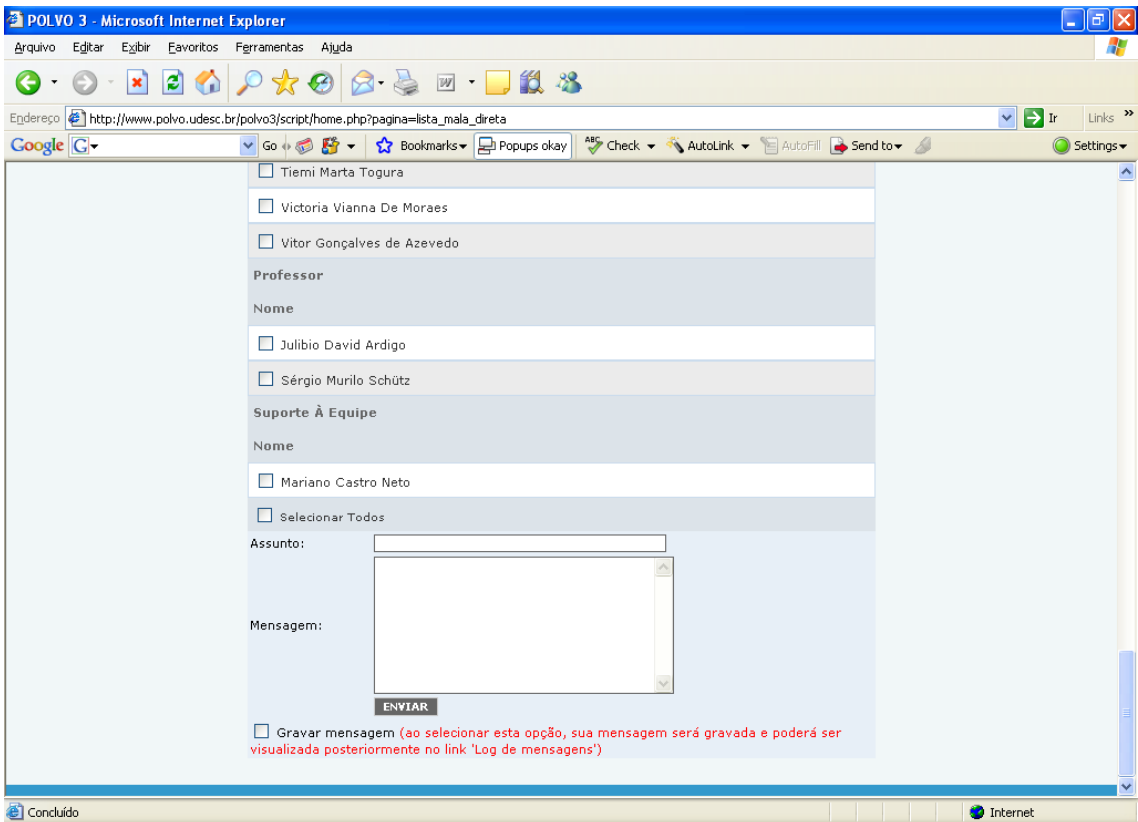 POLVO 3 - Microsoft Internet Explorer
Arquivo Editar Exibir Favoritos Ferramentas Ajuda
W
Endereço http://www.polvo.udesc.br/polvo3/script/home.php?pagina=lista_mala_direta Ir Links »
Google G Go Bookmarks Popups okay ABC Check AutoLink AutoFill Send to Settings
Tiemi Marta Togura
Victoria Vianna De Moraes
Vitor Gonçalves de Azevedo
Professor
Nome
Julibio David Ardigo
Sérgio Murilo Schütz
Suporte À Equipe
Nome
Mariano Castro Neto
Selecionar Todos
Assunto:
Mensagem:
ENVIAR
Gravar mensagem (ao selecionar esta opção, sua mensagem será gravada e poderá ser
visualizada posteriormente no link 'Log de mensagens')
Concluído Internet